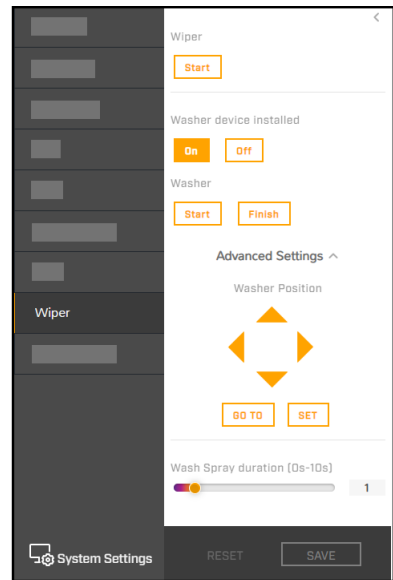 Wiper
Start
Washer device installed
On Off
Washer
Start Finish
Advanced Settings
Washer Position
GO TO SET
Wash Spray duration (0s-10s)
1
Wiper
System Settings
RESET SAVE